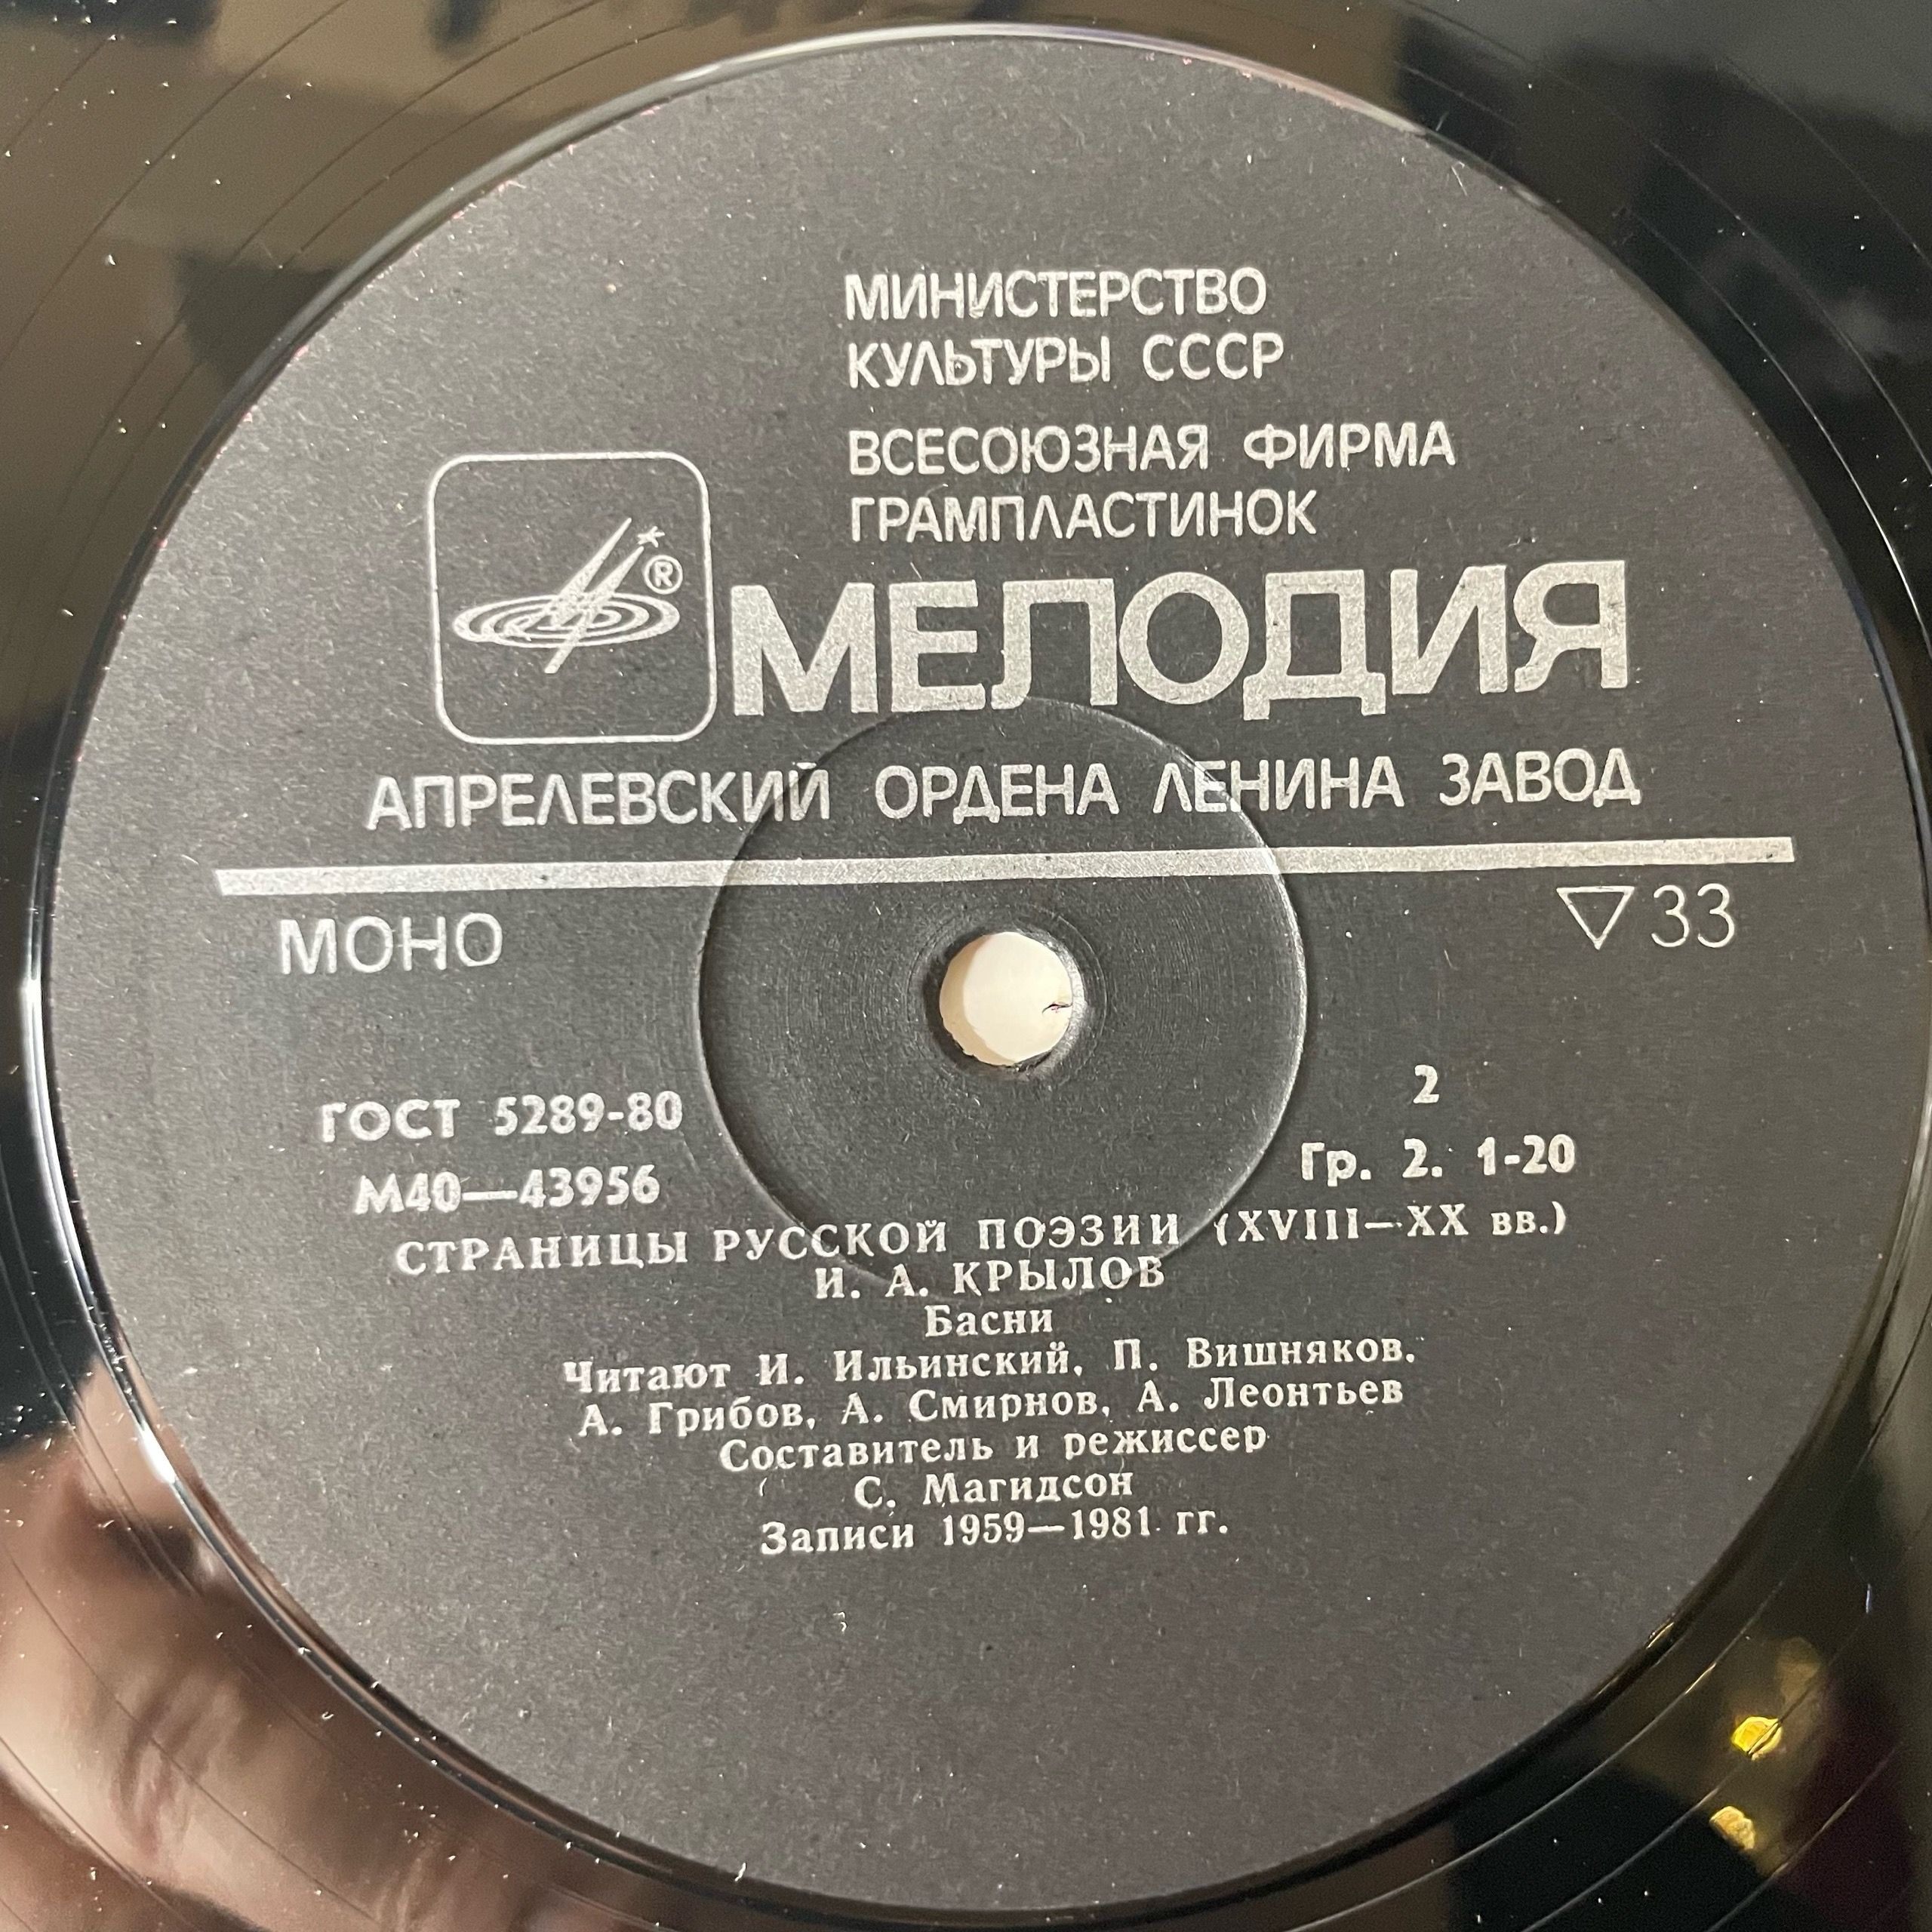 МИНИСТЕРСТВО
КУЛЬТУРЫ СССР
ВСЕСОЮЗНАЯ ФИРМА
ГРАМПЛАСТИНОК
®
МЕЛОДИЯ
АПРЕЛЕВСКИЙ ОРДЕНА ЛЕНИНА ЗАВОД
МОНО ▽33
ГОСТ 5289-80 2
М40—43956 Гр. 2. 1-20
СТРАНИЦЫ РУССКОЙ ПОЭЗИИ (XVIII—XX вв.)
И. А. КРЫЛОВ
Басни
Читают И. Ильинский, П. Вишняков,
А. Грибов, А. Смирнов, А. Леонтьев
Составитель и режиссер
С. Магидсон
Записи 1959—1981 гг.